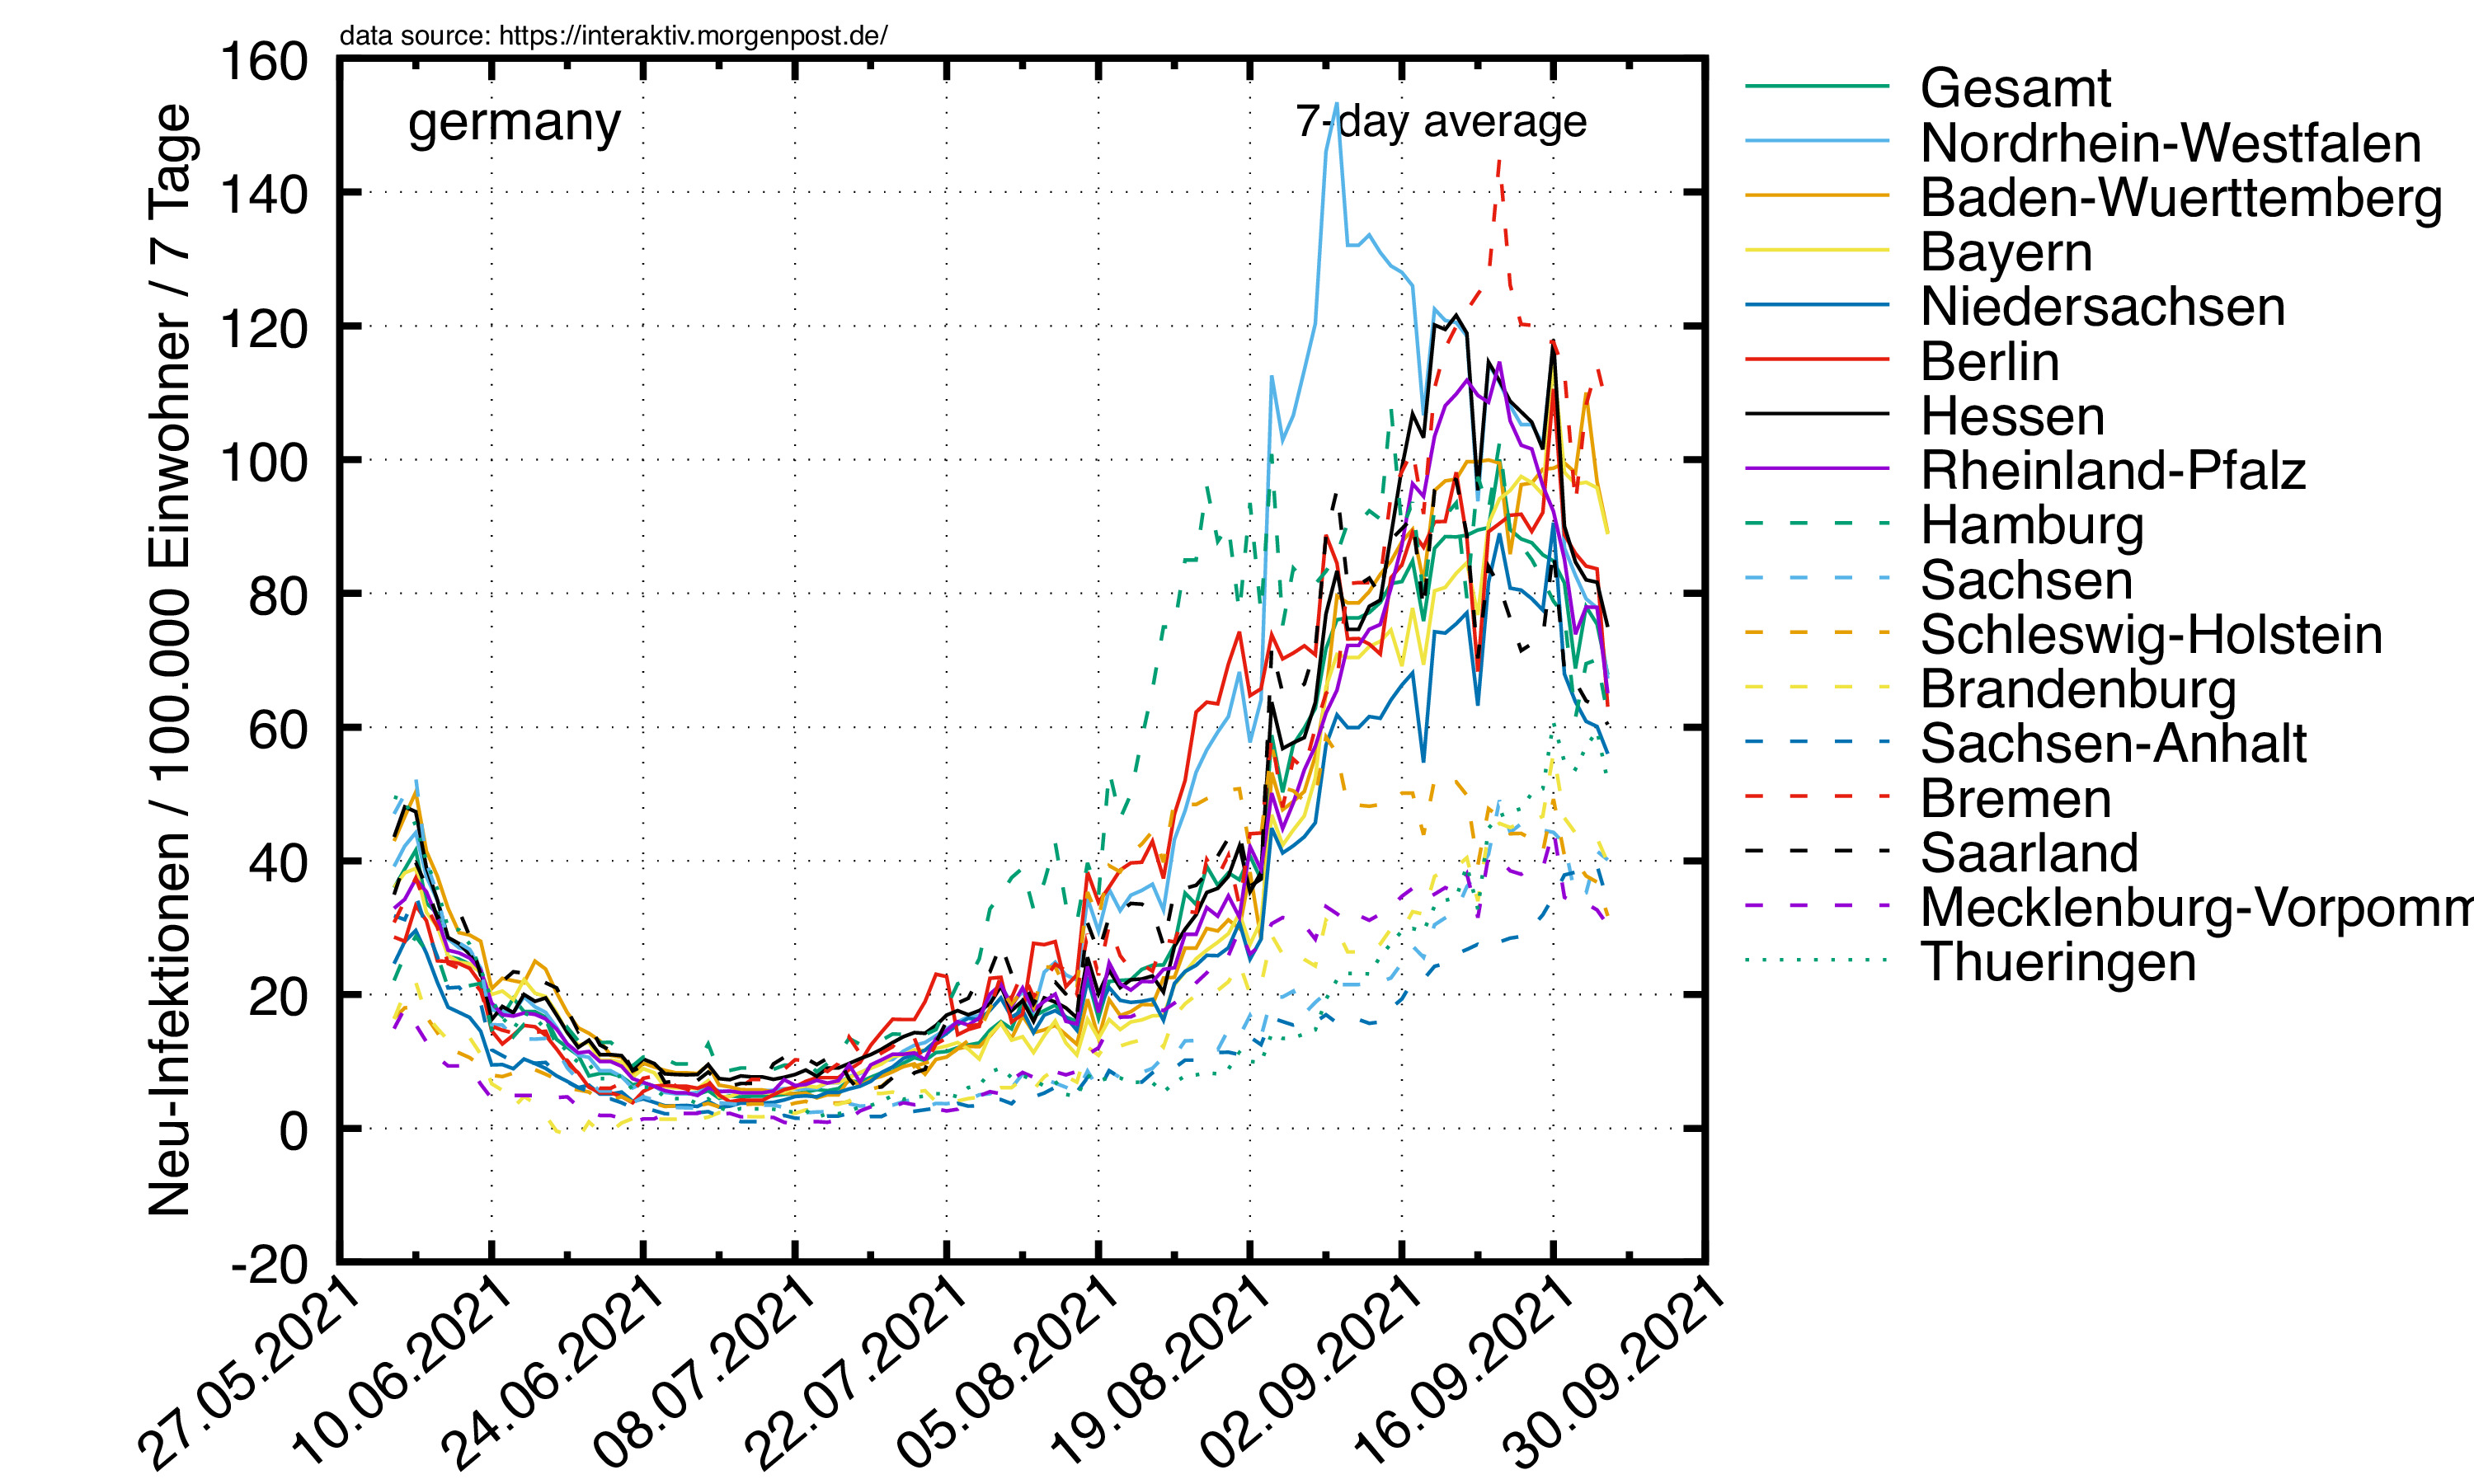 data source: https://interaktiv.morgenpost.de/
Neu-Infektionen / 100.000 Einwohner / 7 Tage
160
140
120
100
80
60
40
20
0
-20
germany
7-day average
27.05.2021
10.06.2021
24.06.2021
08.07.2021
22.07.2021
05.08.2021
19.08.2021
02.09.2021
16.09.2021
30.09.2021
Gesamt
Nordrhein-Westfalen
Baden-Wuerttemberg
Bayern
Niedersachsen
Berlin
Hessen
Rheinland-Pfalz
Hamburg
Sachsen
Schleswig-Holstein
Brandenburg
Sachsen-Anhalt
Bremen
Saarland
Mecklenburg-Vorpomm
Thueringen